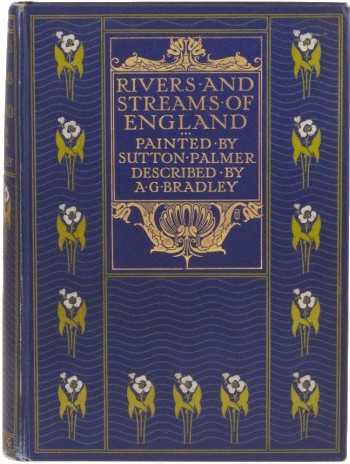 RIVERS·AND
STREAMS·OF
ENGLAND
PAINTED·BY
SUTTON·PALMER
DESCRIBED·BY
A·G·BRADLEY